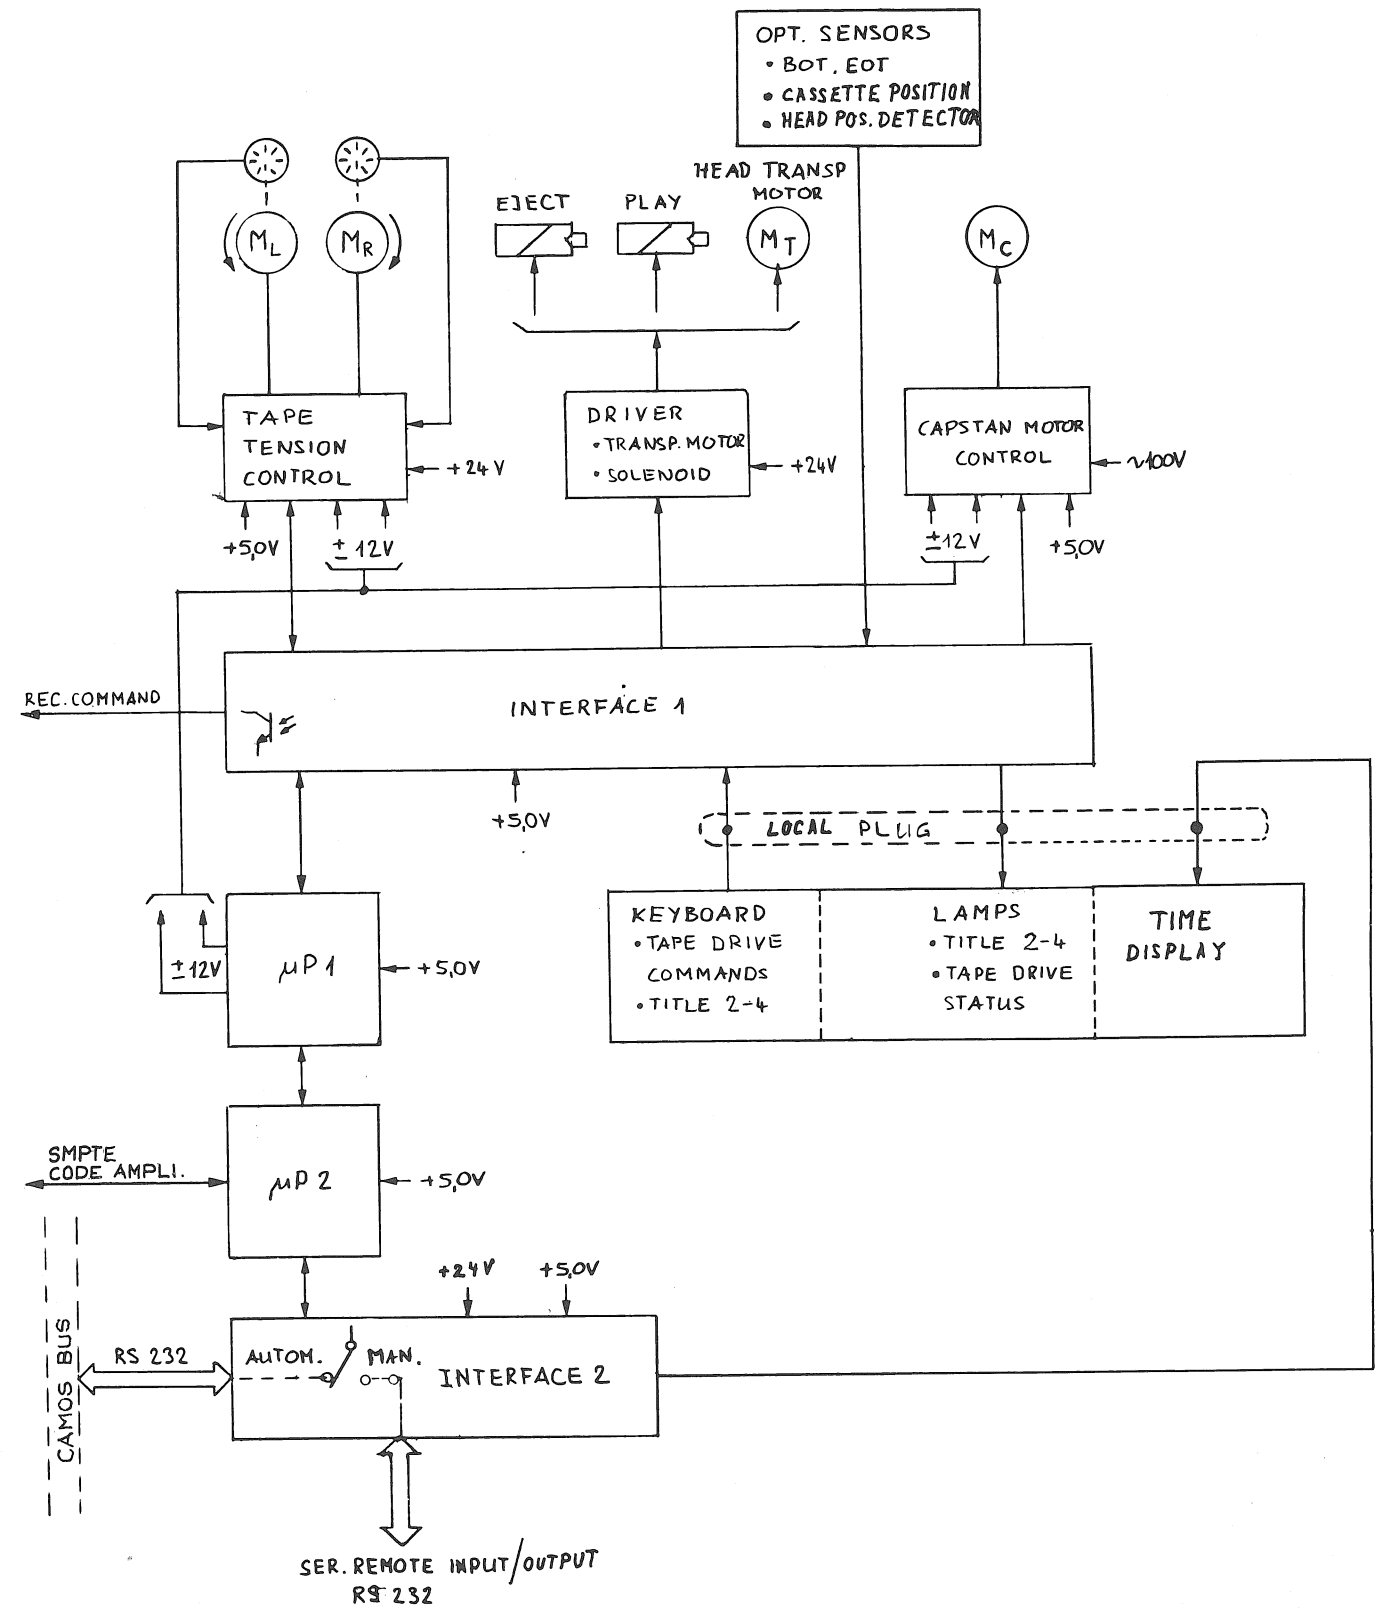 OPT. SENSORS
• BOT, EOT
• CASSETTE POSITION
• HEAD POS. DETECTOR
HEAD TRANSP
MOTOR
EJECT
PLAY
ML
MR
MT
MC
TAPE
TENSION
CONTROL
+24V
DRIVER
• TRANSP. MOTOR
• SOLENOID
+24V
CAPSTAN MOTOR
CONTROL
~100V
+5,0V
± 12V
±12V
+5,0V
REC. COMMAND
INTERFACE 1
+5,0V
LOCAL PLUG
±12V
µP1
+5,0V
KEYBOARD
• TAPE DRIVE
COMMANDS
• TITLE 2-4
LAMPS
• TITLE 2-4
• TAPE DRIVE
STATUS
TIME
DISPLAY
SMPTE
CODE AMPLI.
µP2
+5,0V
+24V
+5,0V
CAMOS BUS
RS 232
AUTOM.
MAN.
INTERFACE 2
SER. REMOTE INPUT/OUTPUT
RS 232